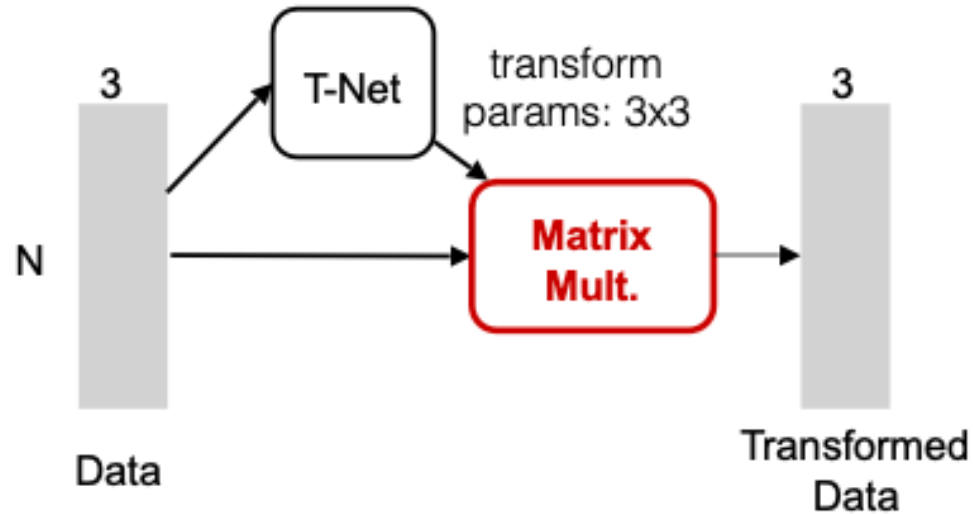 3
T-Net
transform
params: 3x3
3
N
Matrix
Mult.
Data
Transformed
Data